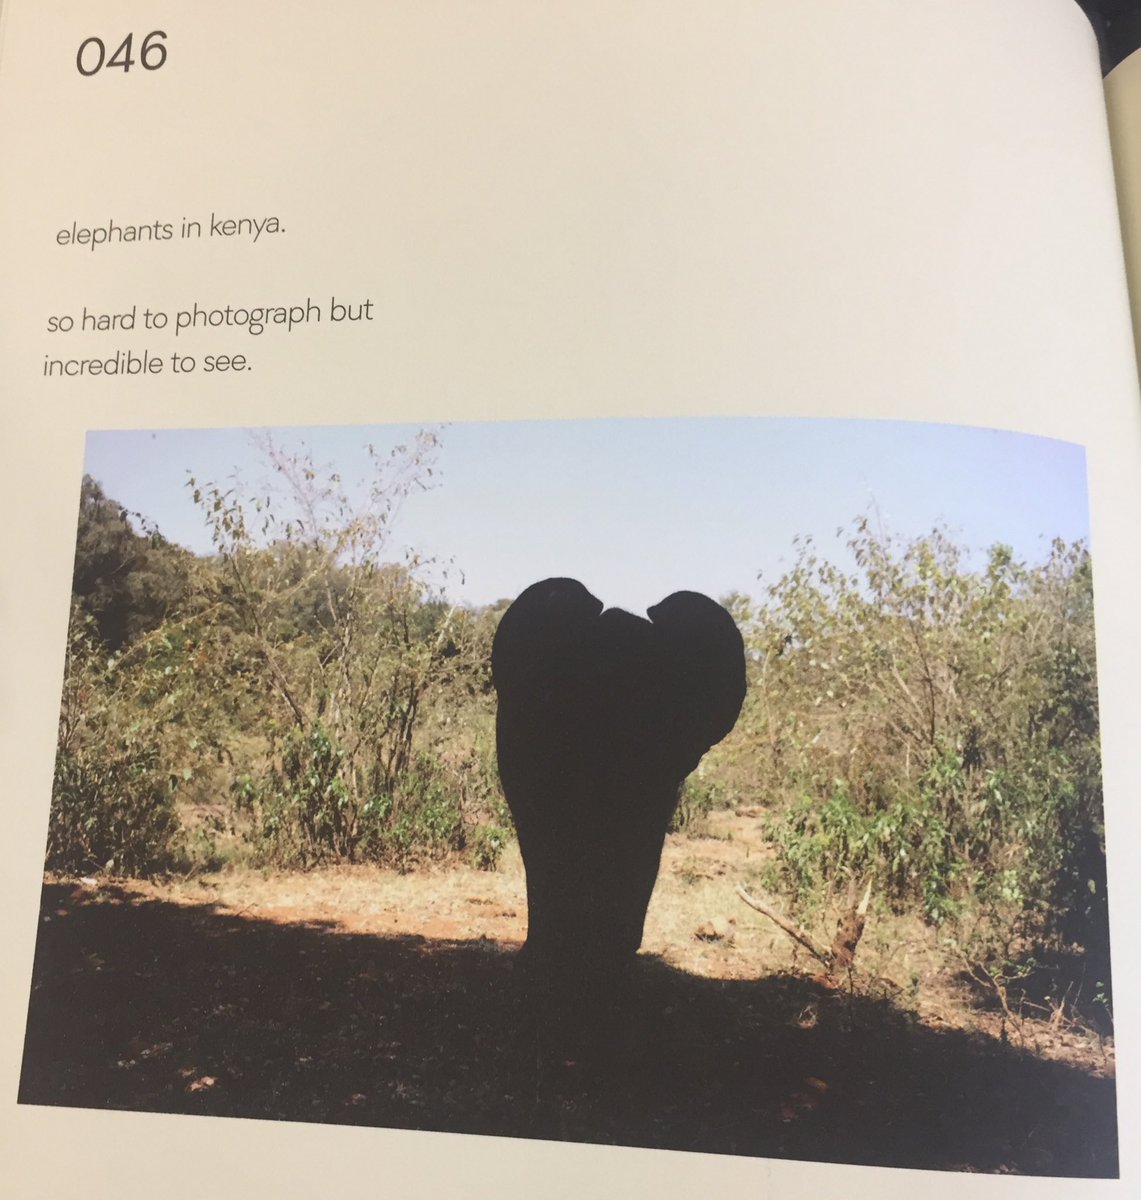 046
elephants in kenya.
so hard to photograph but
incredible to see.